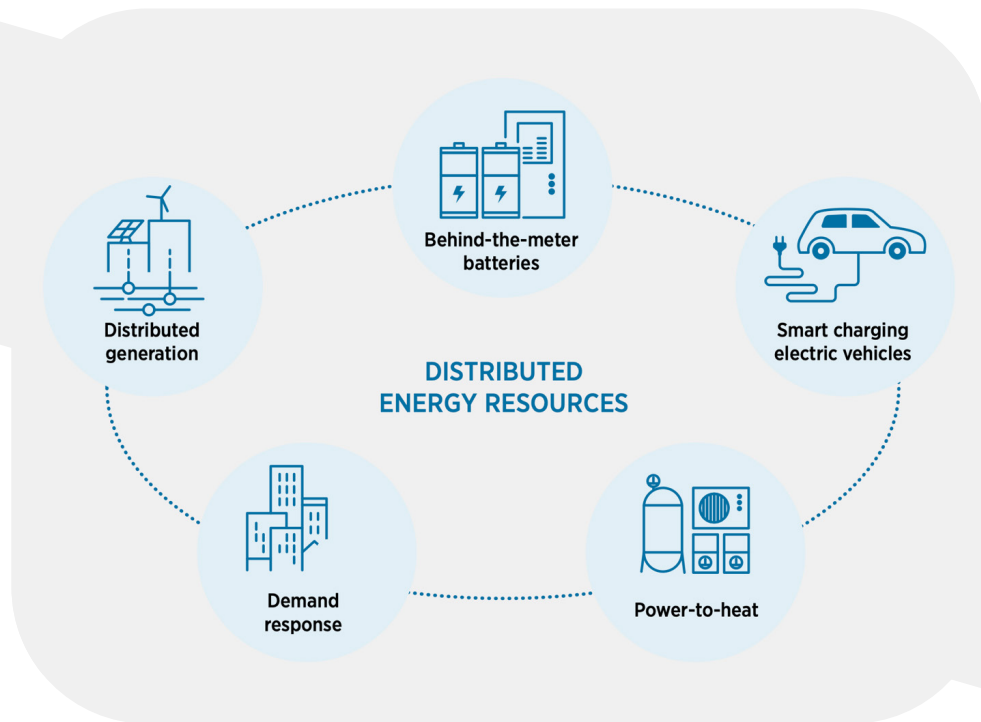 Behind-the-meter
batteries
Distributed
generation
Smart charging
electric vehicles
DISTRIBUTED
ENERGY RESOURCES
Demand
response
Power-to-heat